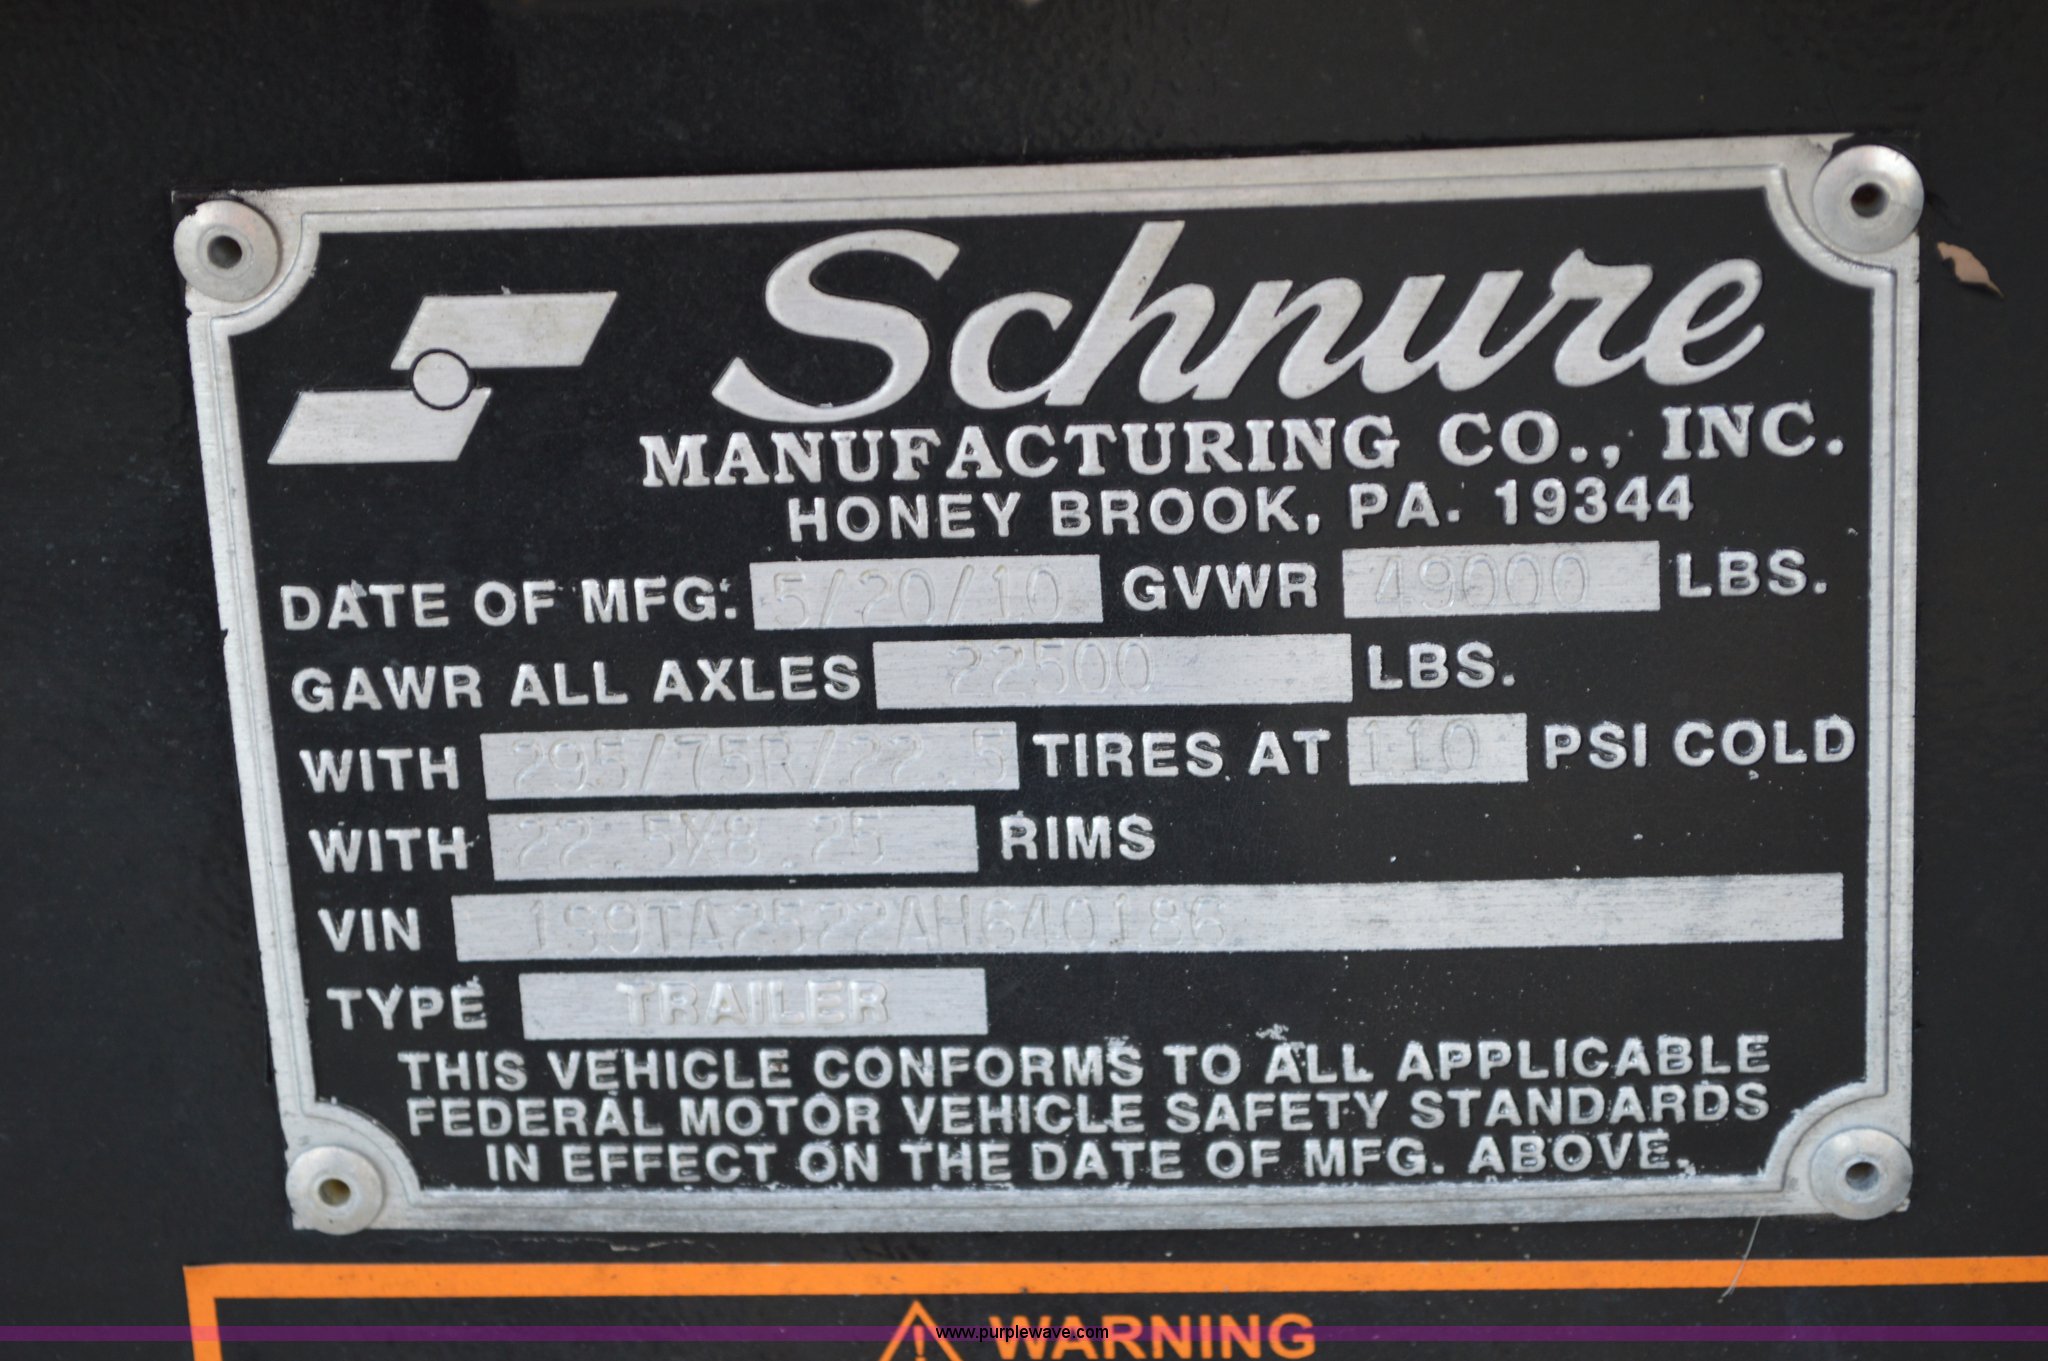 Schnure
MANUFACTURING CO., INC.
HONEY BROOK, PA. 19344
DATE OF MFG. 5/20/10 GVWR 49000 LBS.
GAWR ALL AXLES 22500 LBS.
WITH 295/75R/22.5 TIRES AT 110 PSI COLD
WITH 22.5X8.25 RIMS
VIN 1S9TA2522AH640186
TYPE TRAILER
THIS VEHICLE CONFORMS TO ALL APPLICABLE
FEDERAL MOTOR VEHICLE SAFETY STANDARDS
IN EFFECT ON THE DATE OF MFG. ABOVE.
WARNING
www.purplewave.com